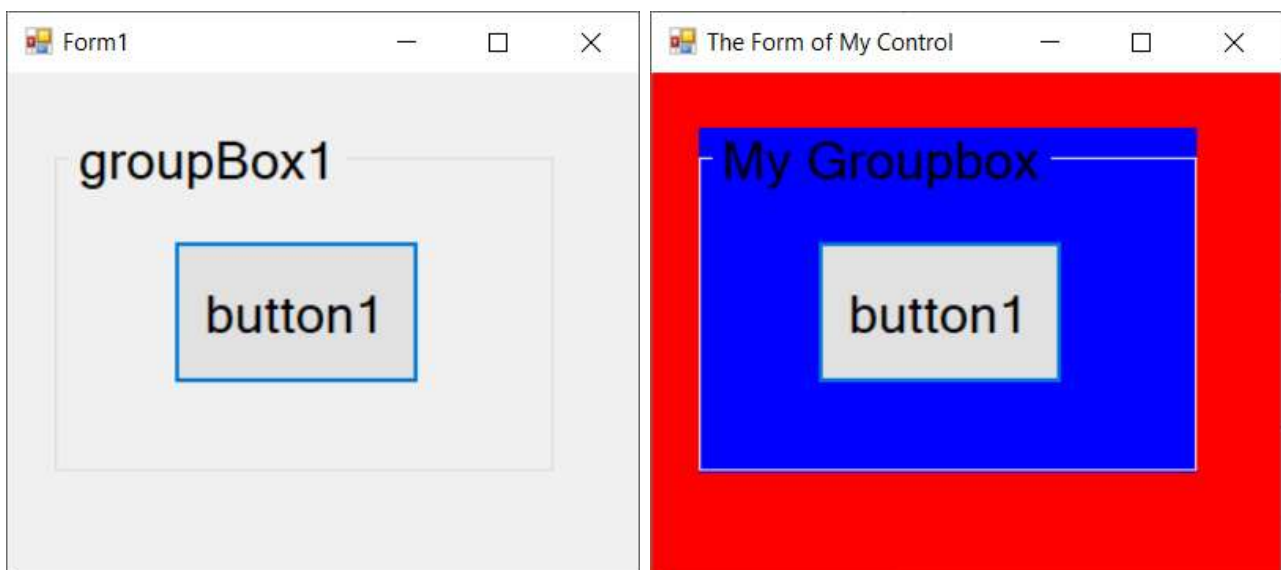 Form1
groupBox1
button1
The Form of My Control
My Groupbox
button1